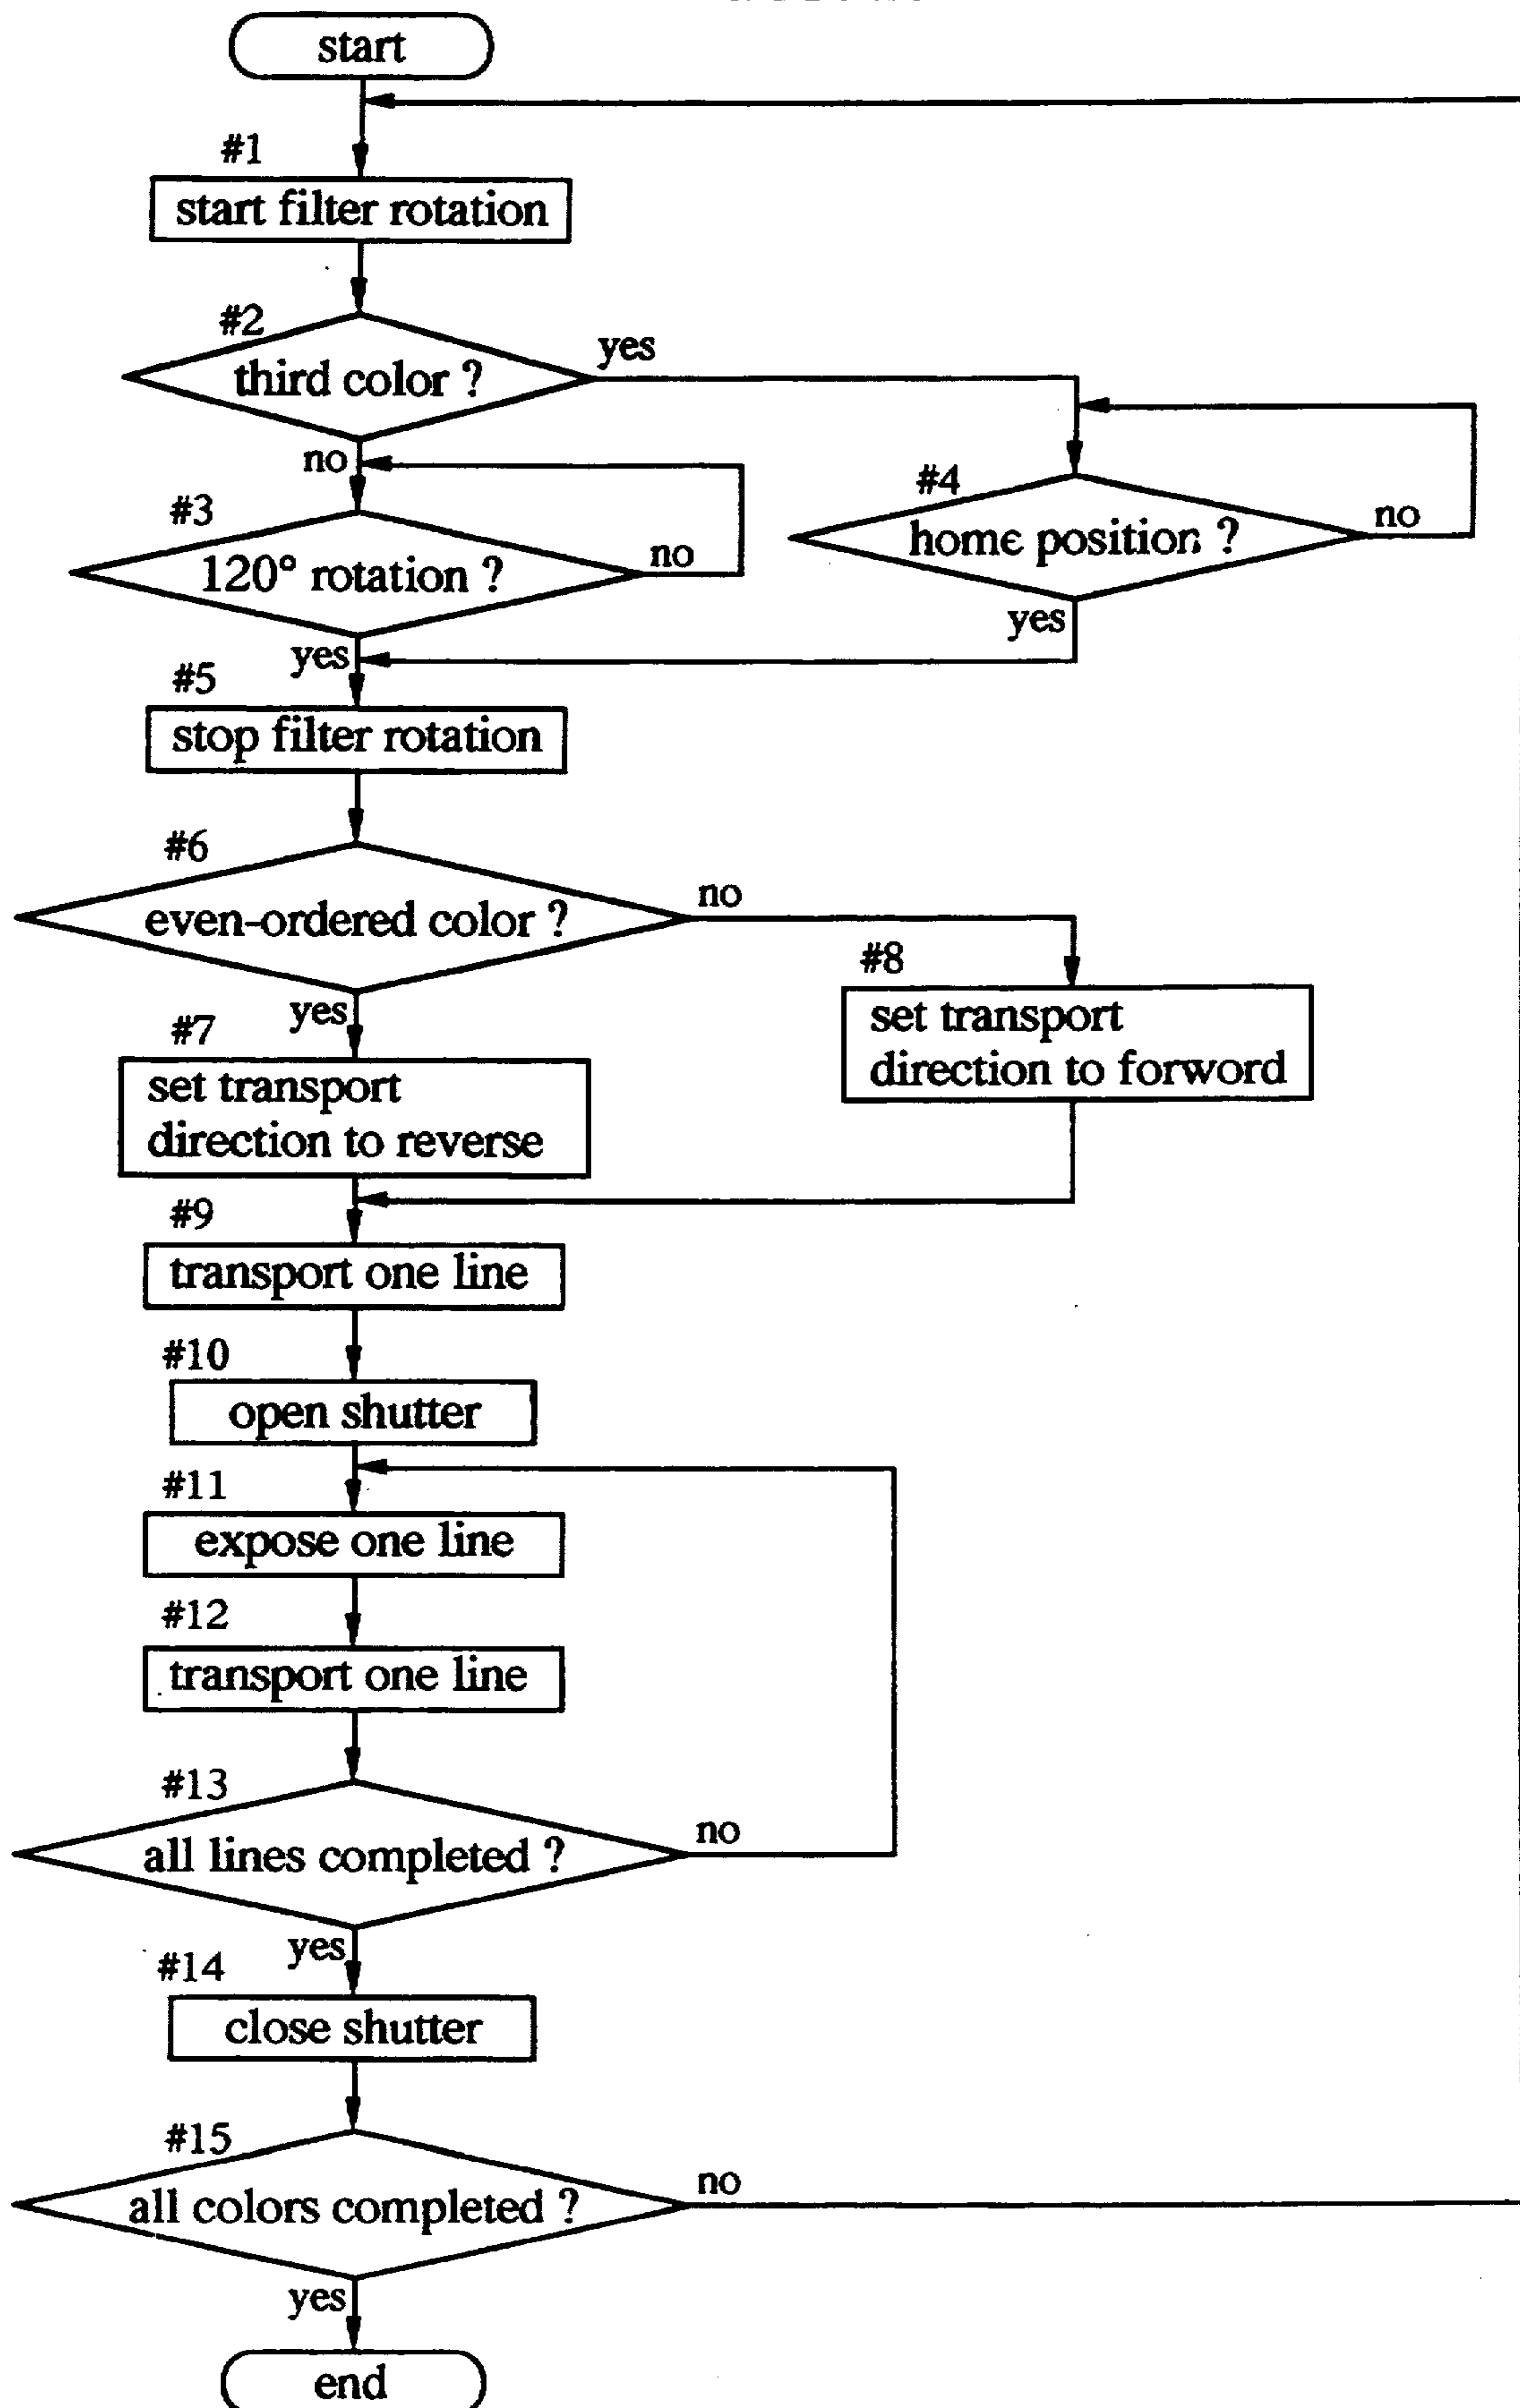 start
#1
start filter rotation
#2
third color ?
yes
no
#3
120° rotation ?
no
#4
home position ?
no
yes
yes
#5
stop filter rotation
#6
even-ordered color ?
no
yes
#7
set transport
direction to reverse
#8
set transport
direction to forword
#9
transport one line
#10
open shutter
#11
expose one line
#12
transport one line
#13
all lines completed ?
no
yes
#14
close shutter
#15
all colors completed ?
no
yes
end